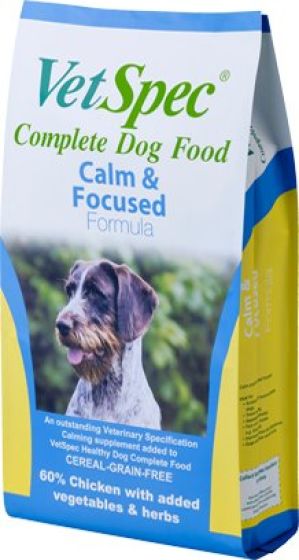 VetSpec®
Complete Dog Food
Calm &
Focused
Formula
An outstanding Veterinary Specification
Calming supplement added to
VetSpec Healthy Dog Complete Food
CEREAL-GRAIN-FREE
60% Chicken with added
vegetables & herbs
Calm &
Focused
Formula